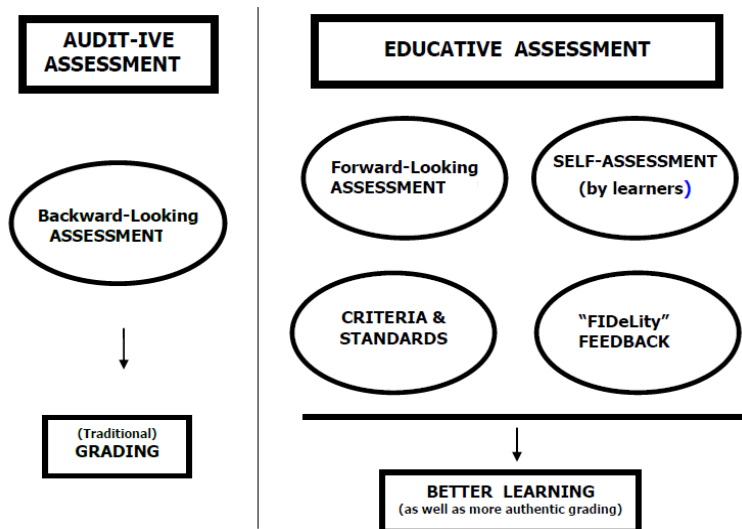 AUDIT-IVE
ASSESSMENT
Backward-Looking
ASSESSMENT
(Traditional)
GRADING
EDUCATIVE ASSESSMENT
Forward-Looking
ASSESSMENT
SELF-ASSESSMENT
(by learners)
CRITERIA &
STANDARDS
“FIDeLity”
FEEDBACK
BETTER LEARNING
(as well as more authentic grading)